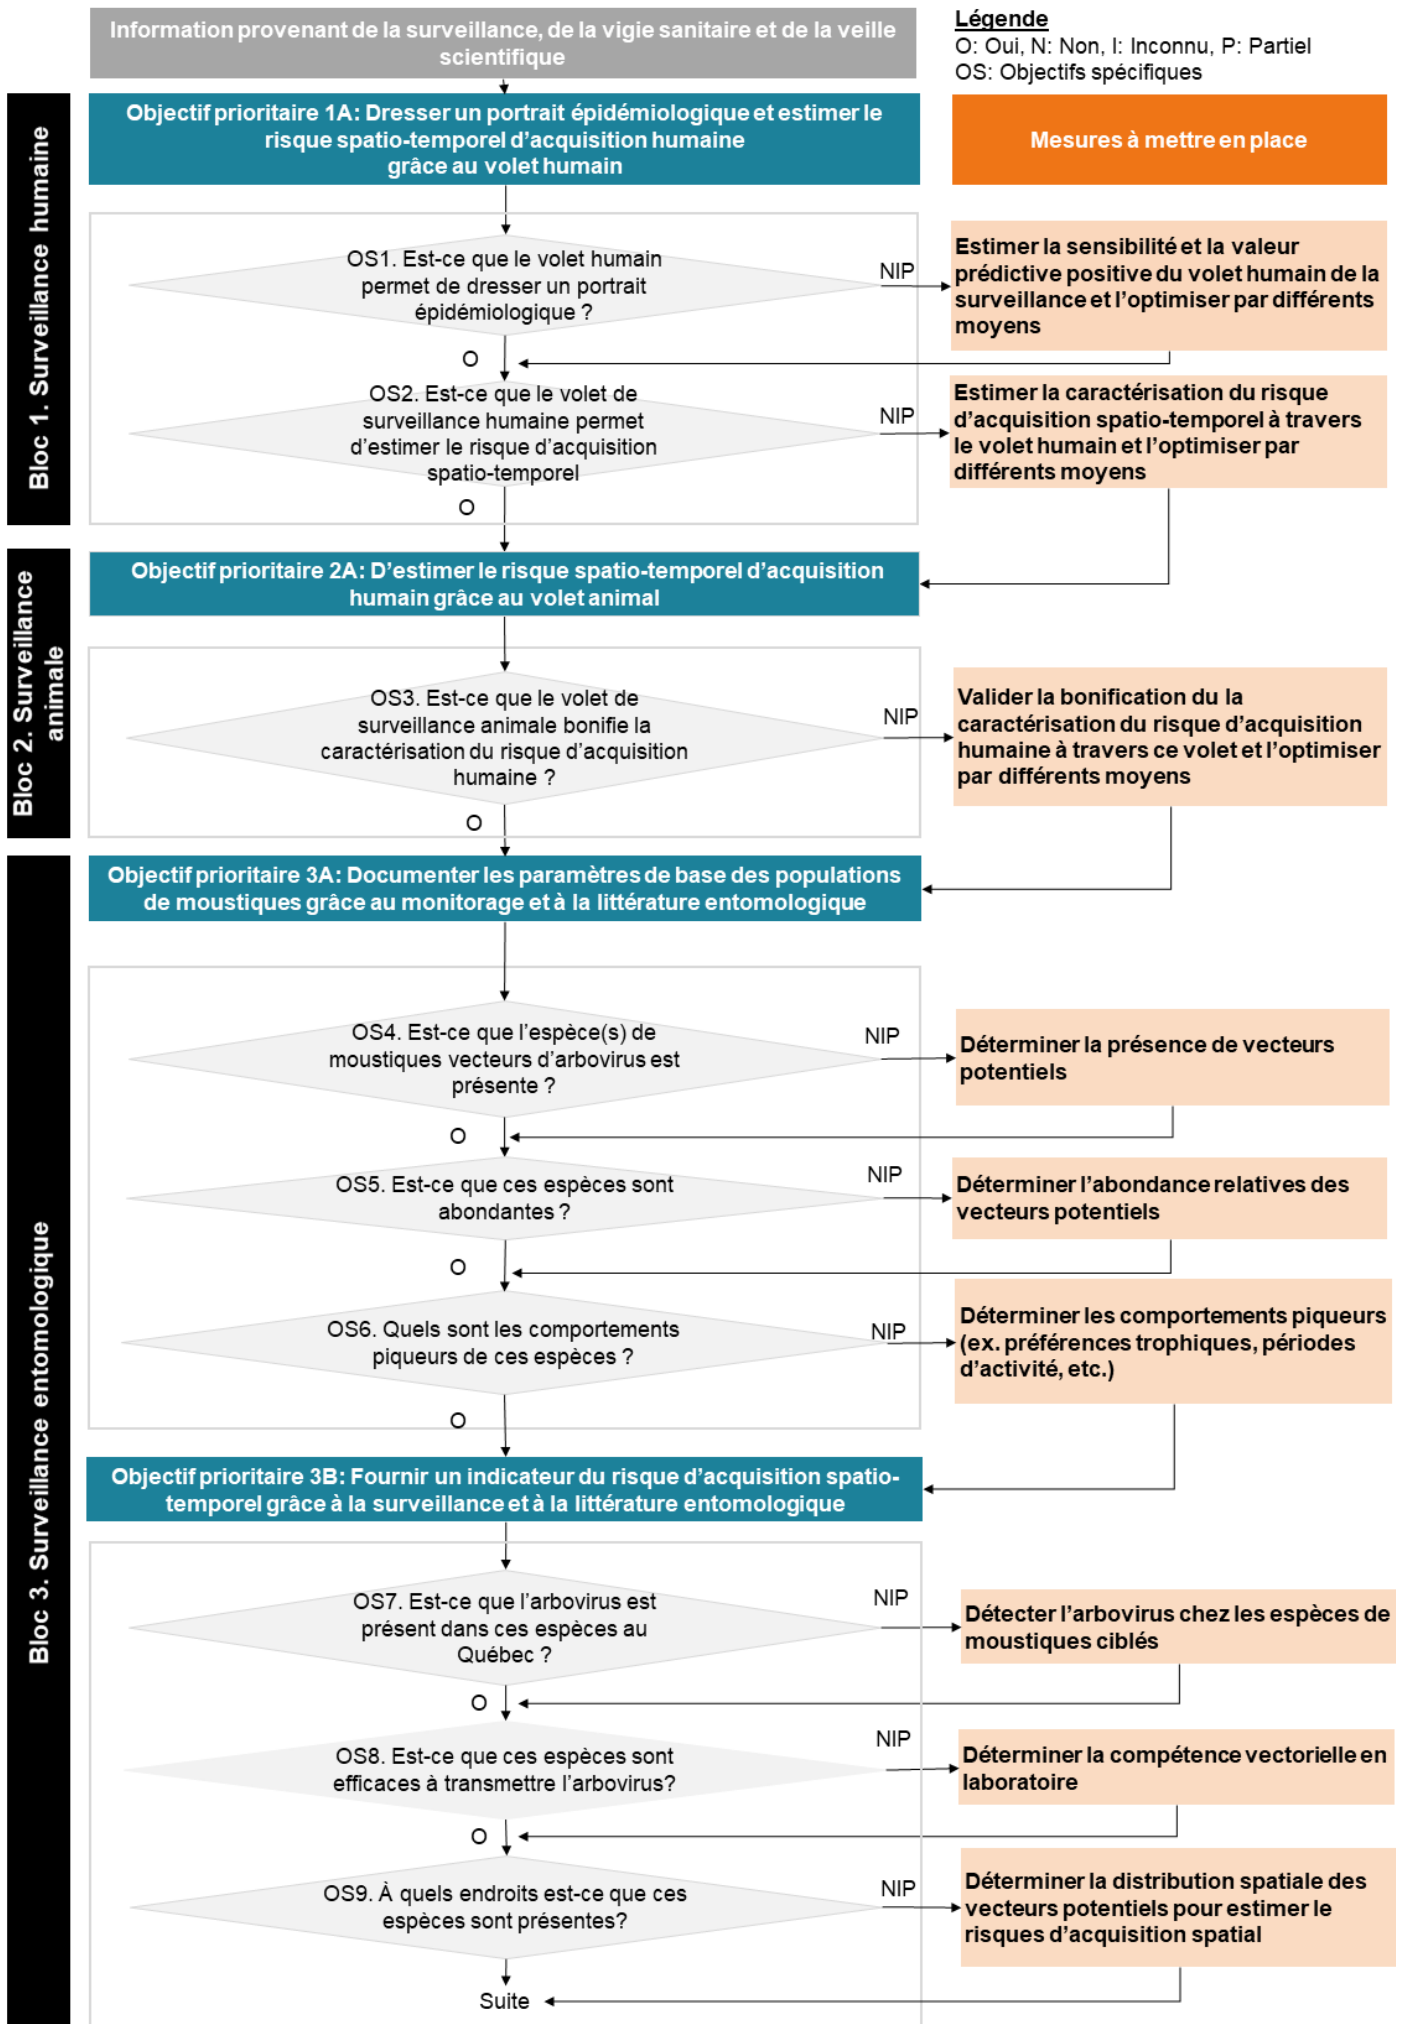 Information provenant de la surveillance, de la vigie sanitaire et de la veille
scientifique
Légende
O: Oui, N: Non, I: Inconnu, P: Partiel
OS: Objectifs spécifiques
Bloc 1. Surveillance humaine
Objectif prioritaire 1A: Dresser un portrait épidémiologique et estimer le
risque spatio-temporel d'acquisition humaine
grâce au volet humain
Mesures à mettre en place
OS1. Est-ce que le volet humain
permet de dresser un portrait
épidémiologique ?
NIP
Estimer la sensibilité et la valeur
prédictive positive du volet humain de la
surveillance et l'optimiser par différents
moyens
O
OS2. Est-ce que le volet de
surveillance humaine permet
d'estimer le risque d'acquisition
spatio-temporel
NIP
Estimer la caractérisation du risque
d'acquisition spatio-temporel à travers
le volet humain et l'optimiser par
différents moyens
O
Bloc 2. Surveillance
animale
Objectif prioritaire 2A: D'estimer le risque spatio-temporel d'acquisition
humain grâce au volet animal
OS3. Est-ce que le volet de
surveillance animale bonifie la
caractérisation du risque d'acquisition
humaine ?
NIP
Valider la bonification du la
caractérisation du risque d'acquisition
humaine à travers ce volet et l'optimiser
par différents moyens
O
Bloc 3. Surveillance entomologique
Objectif prioritaire 3A: Documenter les paramètres de base des populations
de moustiques grâce au monitorage et à la littérature entomologique
OS4. Est-ce que l'espèce(s) de
moustiques vecteurs d'arbovirus est
présente ?
NIP
Déterminer la présence de vecteurs
potentiels
O
OS5. Est-ce que ces espèces sont
abondantes ?
NIP
Déterminer l'abondance relatives des
vecteurs potentiels
O
OS6. Quels sont les comportements
piqueurs de ces espèces ?
NIP
Déterminer les comportements piqueurs
(ex. préférences trophiques, périodes
d'activité, etc.)
O
Objectif prioritaire 3B: Fournir un indicateur du risque d'acquisition spatio-
temporel grâce à la surveillance et à la littérature entomologique
OS7. Est-ce que l'arbovirus est
présent dans ces espèces au
Québec ?
NIP
Détecter l'arbovirus chez les espèces de
moustiques ciblés
O
OS8. Est-ce que ces espèces sont
efficaces à transmettre l'arbovirus?
NIP
Déterminer la compétence vectorielle en
laboratoire
O
OS9. À quels endroits est-ce que ces
espèces sont présentes?
NIP
Déterminer la distribution spatiale des
vecteurs potentiels pour estimer le
risques d'acquisition spatial
Suite